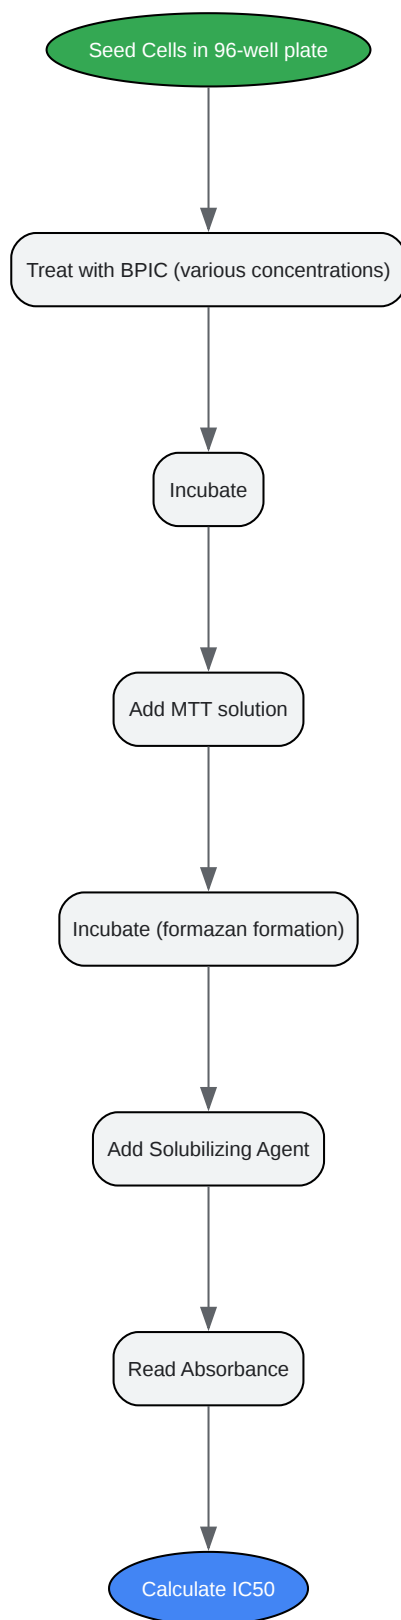 Seed Cells in 96-well plate
Treat with BPIC (various concentrations)
Incubate
Add MTT solution
Incubate (formazan formation)
Add Solubilizing Agent
Read Absorbance
Calculate IC50